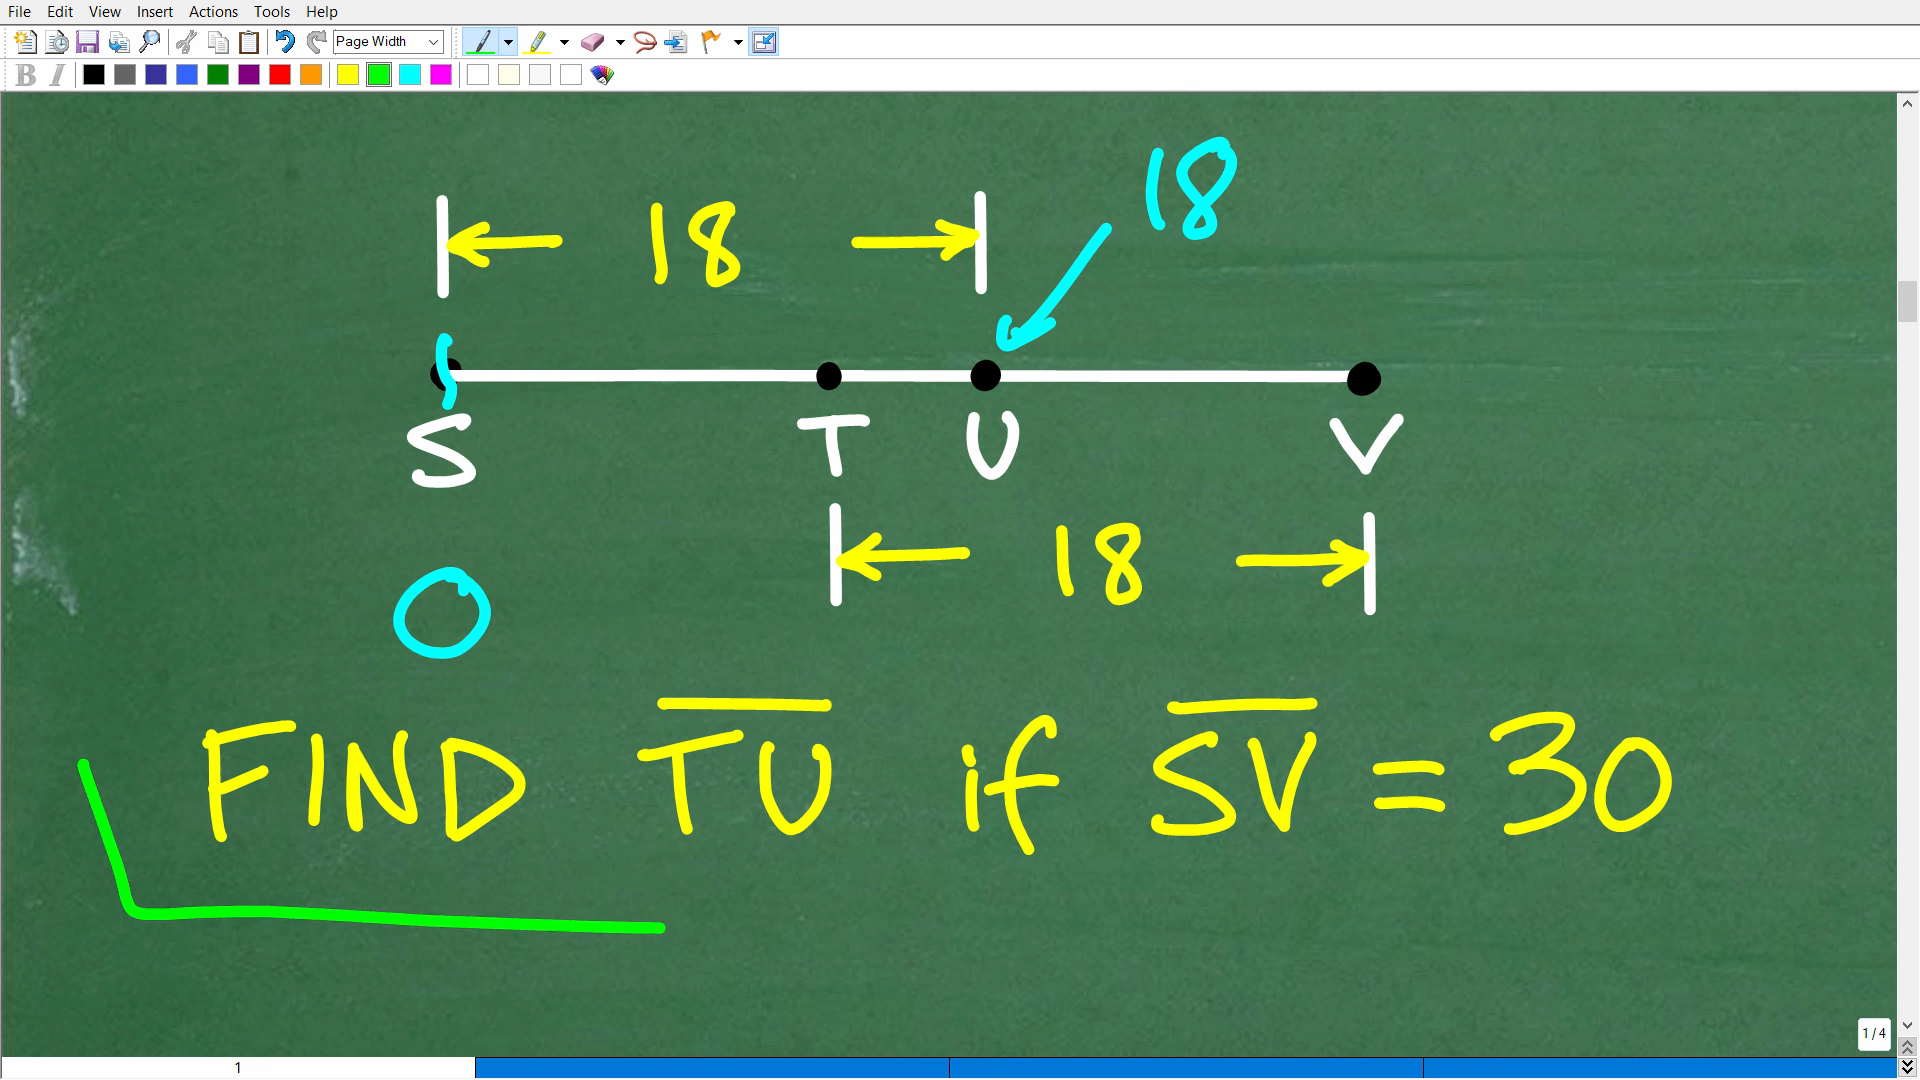 File Edit View Insert Actions Tools Help
Page Width
B I
18
18
S T U V
18
0
FIND TU if SV = 30
1 / 4
1